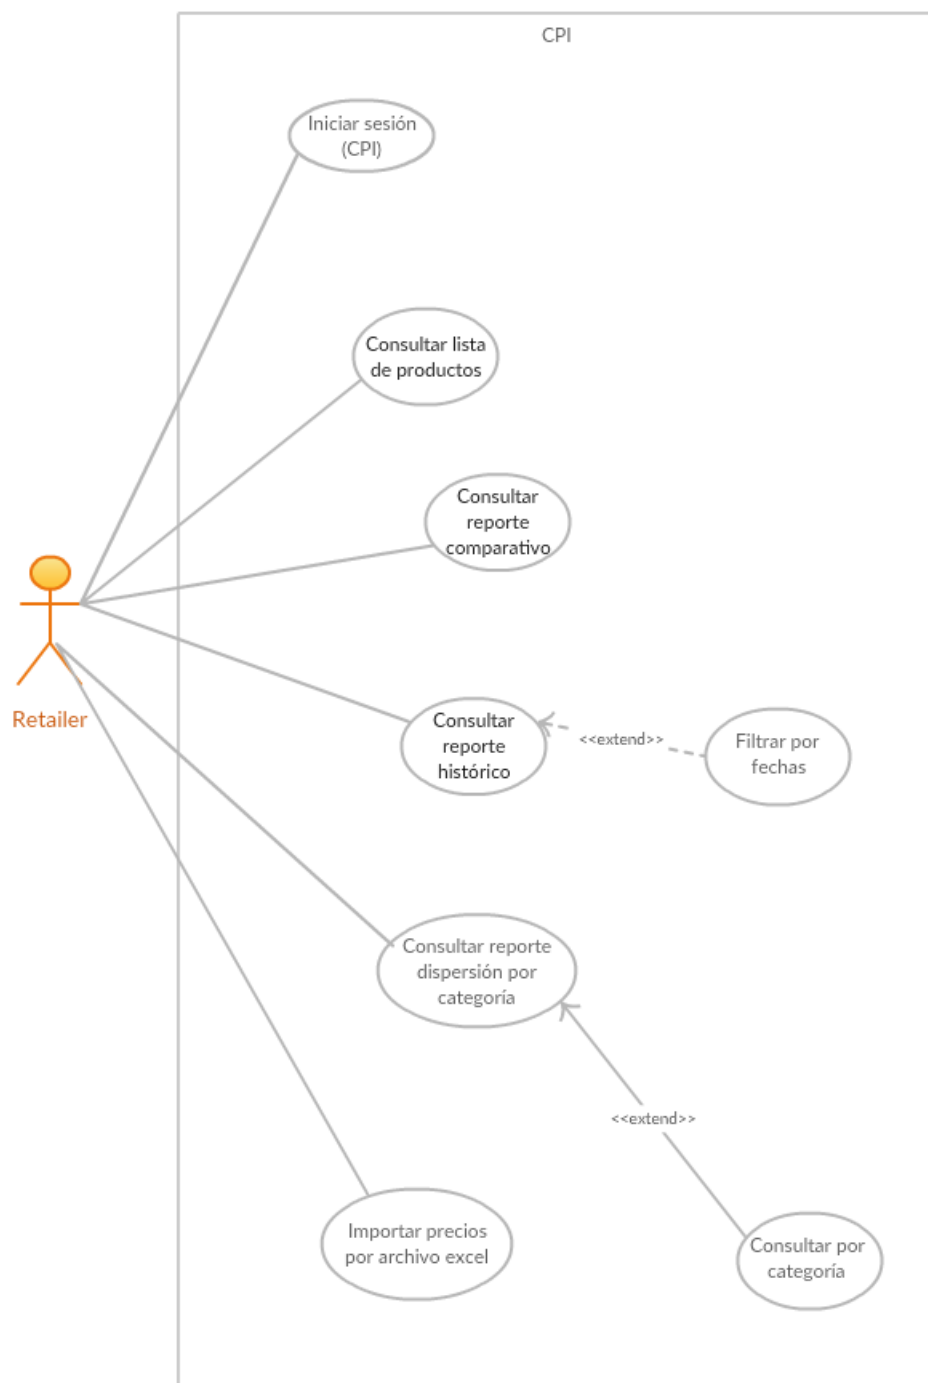 CPI
Iniciar sesión
(CPI)
Consultar lista
de productos
Consultar
reporte
comparativo
Retailer
Consultar
reporte
histórico
<<extend>>
Filtrar por
fechas
Consultar reporte
dispersión por
categoría
<<extend>>
Importar precios
por archivo excel
Consultar por
categoría